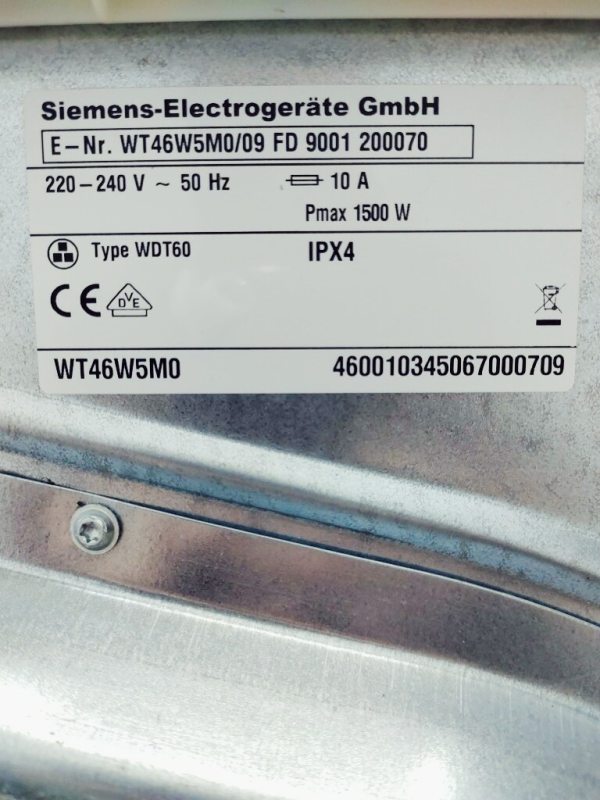 Siemens-Electrogeräte GmbH
E-Nr. WT46W5M0/09 FD 9001 200070
220-240 V ~ 50 Hz 10 A
Pmax 1500 W
Type WDT60 IPX4
CE DVE
WT46W5M0 460010345067000709